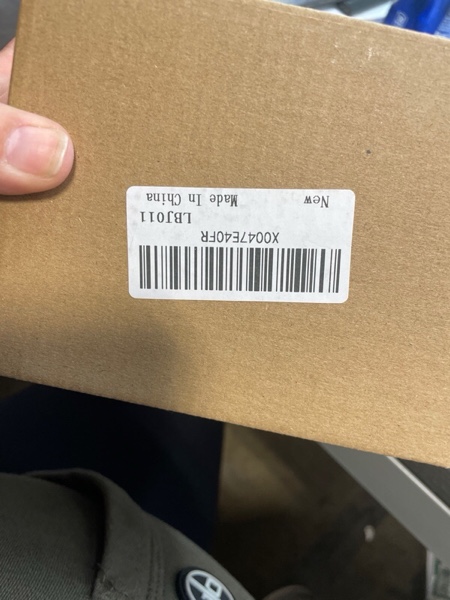 X0047E40FR
LBJ011
New Made In China